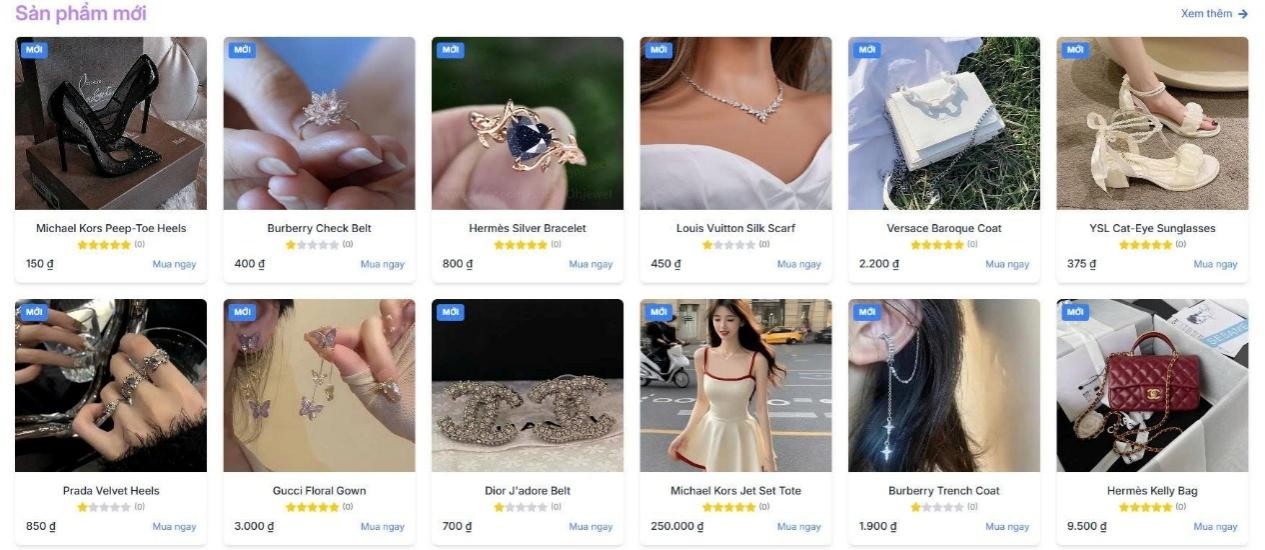 Sản phẩm mới
Xem thêm →
MỚI MỚI MỚI MỚI MỚI MỚI
Michael Kors Peep-Toe Heels Burberry Check Belt Hermès Silver Bracelet Louis Vuitton Silk Scarf Versace Baroque Coat YSL Cat-Eye Sunglasses
(0) (0) (0) (0) (0) (0)
150 ₫ Mua ngay 400 ₫ Mua ngay 800 ₫ Mua ngay 450 ₫ Mua ngay 2.200 ₫ Mua ngay 375 ₫ Mua ngay
MỚI MỚI MỚI MỚI MỚI MỚI
SESAME
Prada Velvet Heels Gucci Floral Gown Dior J'adore Belt Michael Kors Jet Set Tote Burberry Trench Coat Hermès Kelly Bag
(0) (0) (0) (0) (0) (0)
850 ₫ Mua ngay 3.000 ₫ Mua ngay 700 ₫ Mua ngay 250.000 ₫ Mua ngay 1.900 ₫ Mua ngay 9.500 ₫ Mua ngay